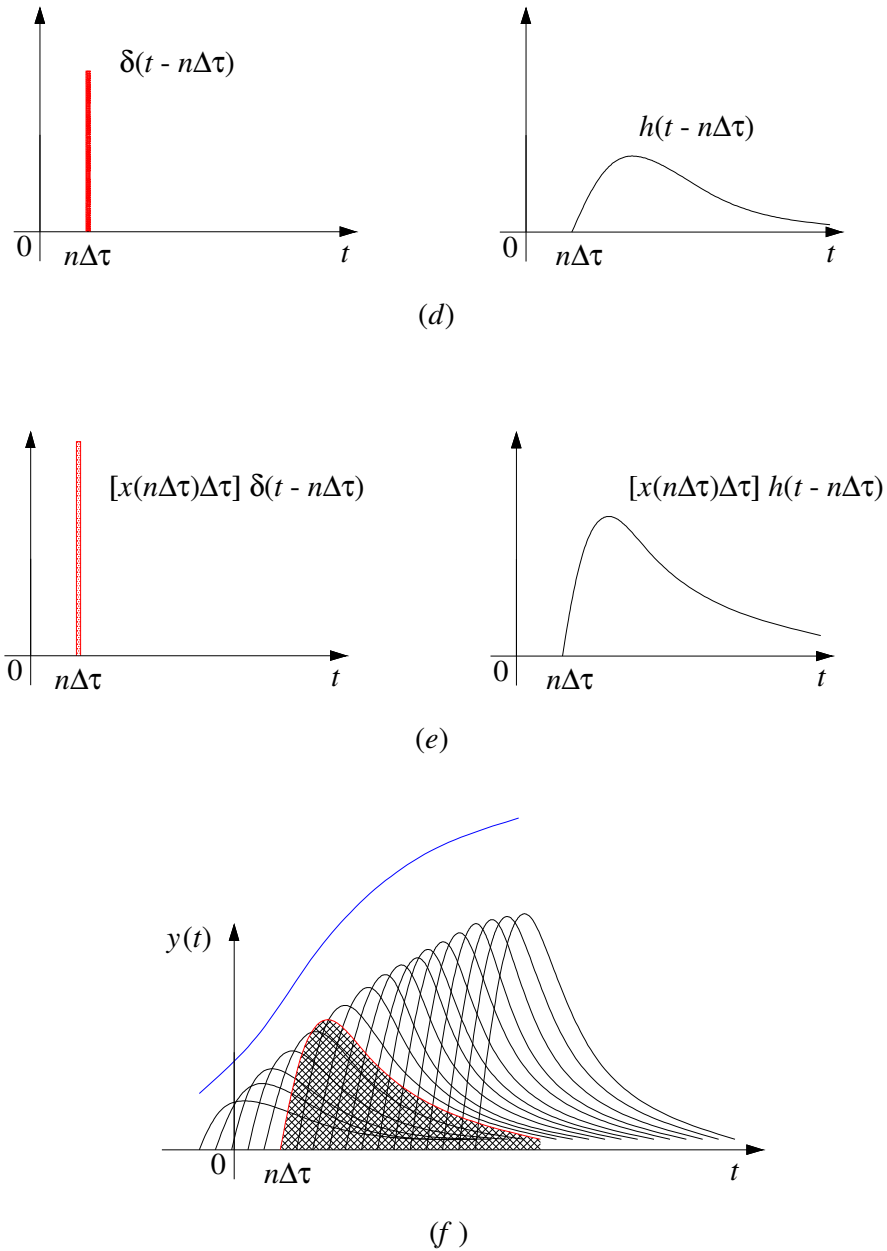 δ(t - nΔτ)
h(t - nΔτ)
0
nΔτ
t
0
nΔτ
t
(d)
[x(nΔτ)Δτ] δ(t - nΔτ)
[x(nΔτ)Δτ] h(t - nΔτ)
0
nΔτ
t
0
nΔτ
t
(e)
y(t)
0
nΔτ
t
(f )